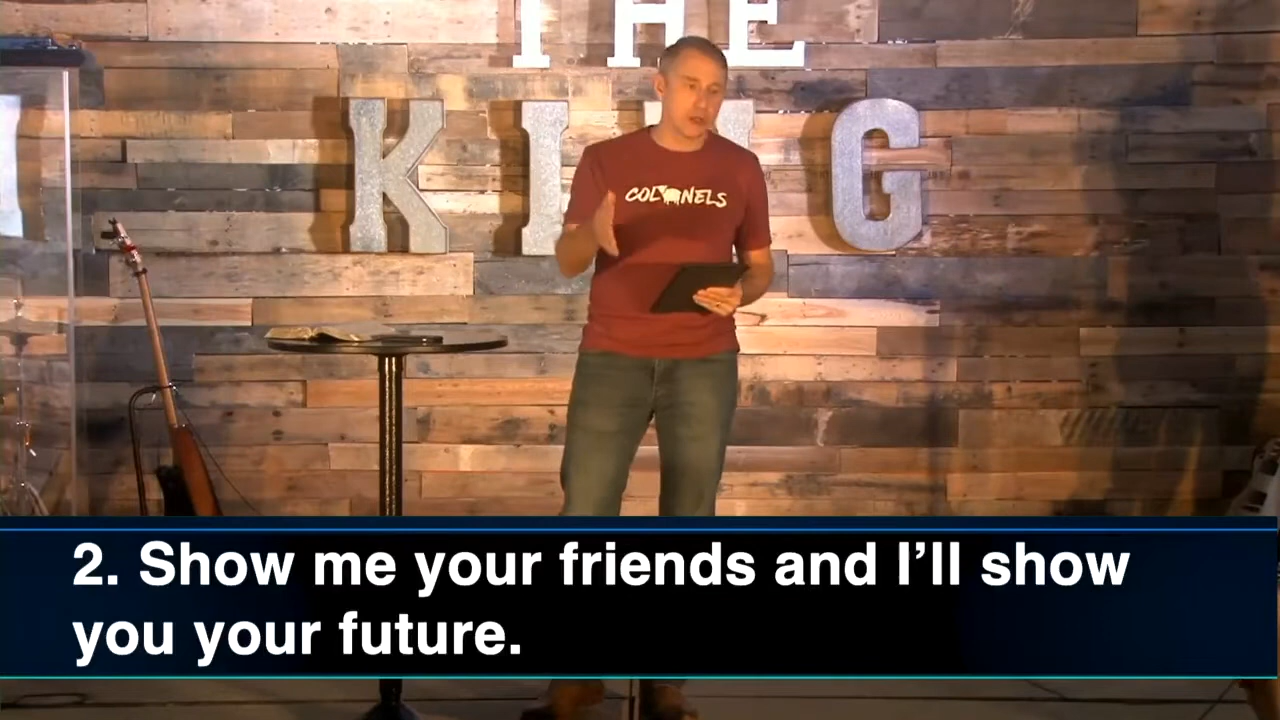 THE
KING
COLONELS
2. Show me your friends and I’ll show
you your future.